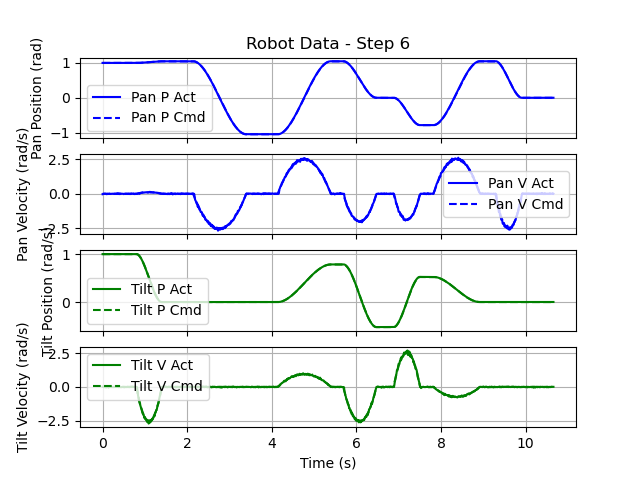 Robot Data - Step 6
Pan Position (rad)
1
0
−1
Pan P Act
Pan P Cmd
Pan Velocity (rad/s)
2.5
0.0
−2.5
Pan V Act
Pan V Cmd
Tilt Position (rad/s)
1
0
Tilt P Act
Tilt P Cmd
Tilt Velocity (rad/s)
2.5
0.0
−2.5
Tilt V Act
Tilt V Cmd
0 2 4 6 8 10
Time (s)